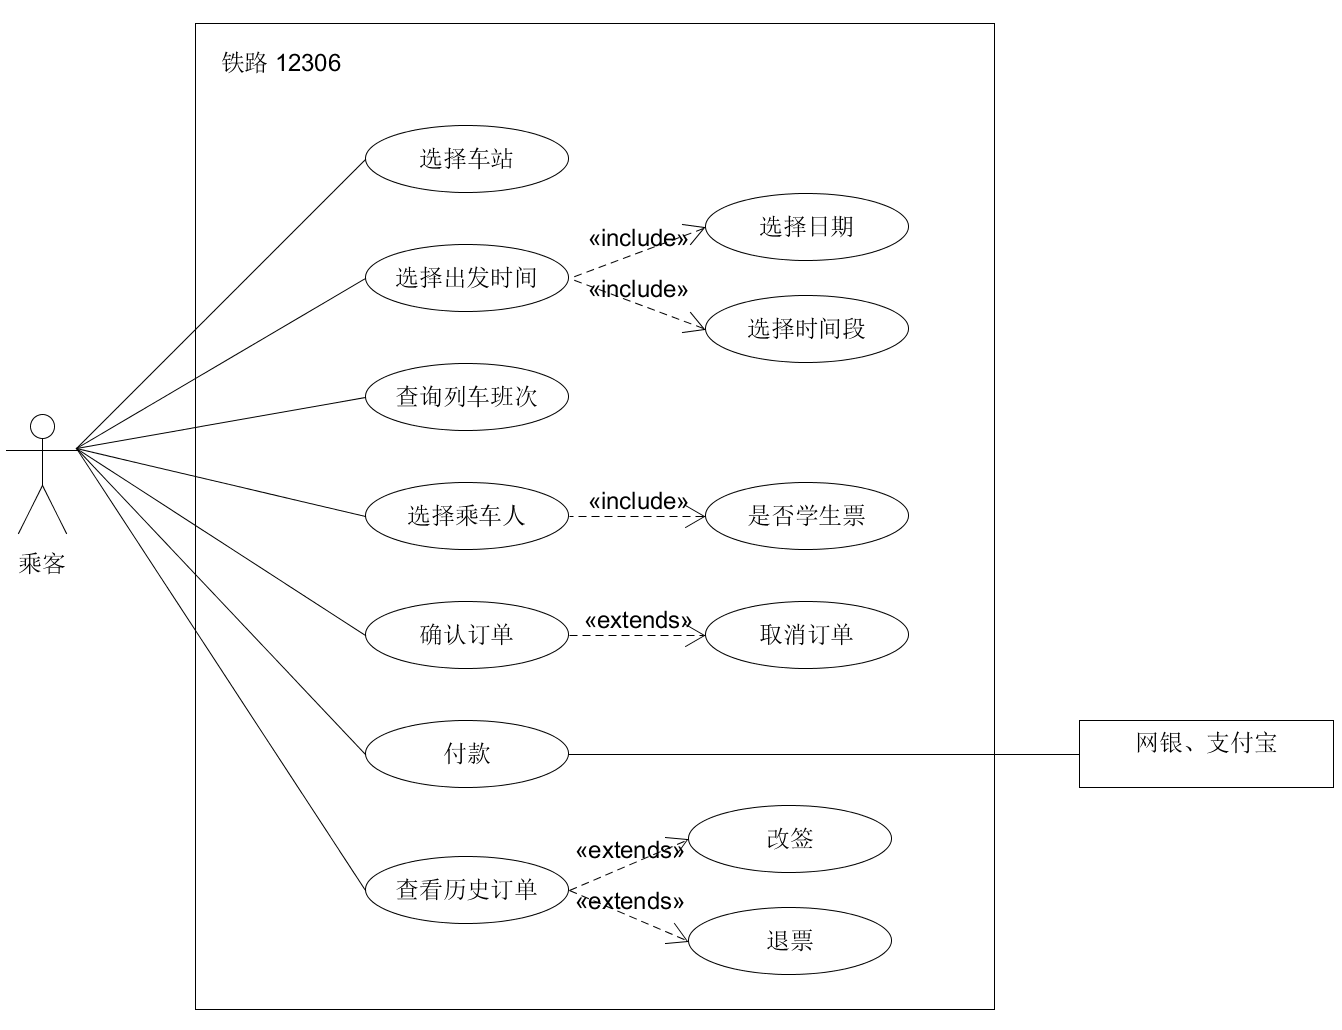 铁路 12306
选择车站
选择日期
«include»
选择出发时间
«include»
选择时间段
查询列车班次
«include»
选择乘车人
是否学生票
乘客
«extends»
确认订单
取消订单
付款
网银、支付宝
改签
«extends»
查看历史订单
«extends»
退票